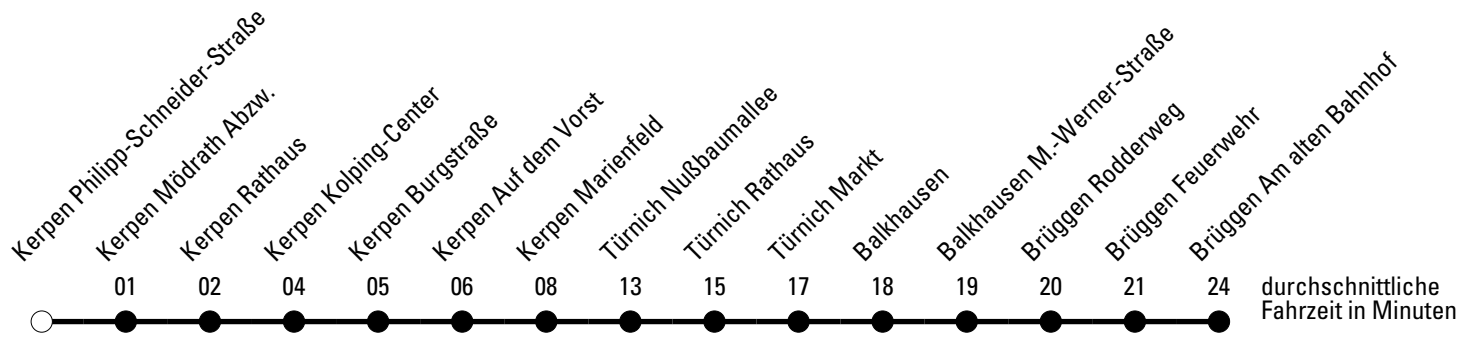 Kerpen Philipp-Schneider-Straße
Kerpen Mödrath Abzw.
Kerpen Rathaus
Kerpen Kolping-Center
Kerpen Burgstraße
Kerpen Auf dem Vorst
Kerpen Marienfeld
Türnich Nußbaumallee
Türnich Rathaus
Türnich Markt
Balkhausen
Balkhausen M.-Werner-Straße
Brüggen Rodderweg
Brüggen Feuerwehr
Brüggen Am alten Bahnhof
01 02 04 05 06 08 13 15 17 18 19 20 21 24
durchschnittliche
Fahrzeit in Minuten